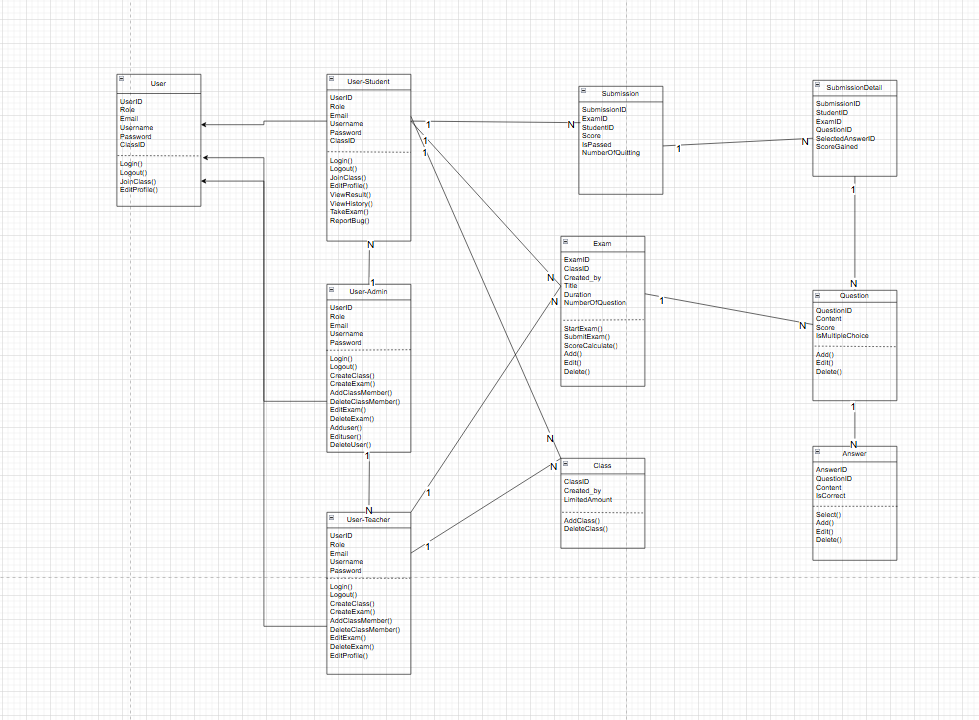 User
UserID
Role
Email
Username
Password
ClassID
Login()
Logout()
JoinClass()
EditProfile()
User-Student
UserID
Role
Email
Username
Password
ClassID
Login()
Logout()
JoinClass()
EditProfile()
ViewResult()
ViewHistory()
TakeExam()
ReportBug()
1
1
1
N
N
1
User-Admin
UserID
Role
Email
Username
Password
Login()
Logout()
CreateClass()
CreateExam()
AddClassMember()
DeleteClassMember()
EditExam()
DeleteExam()
Adduser()
Edituser()
DeleteUser()
1
N
User-Teacher
UserID
Role
Email
Username
Password
Login()
Logout()
CreateClass()
CreateExam()
AddClassMember()
DeleteClassMember()
EditExam()
DeleteExam()
EditProfile()
1
1
Submission
SubmissionID
ExamID
StudentID
Score
IsPassed
NumberOfQuitting
1
N
N
N
Exam
ExamID
ClassID
Created_by
Title
Duration
NumberOfQuestion
StartExam()
SubmitExam()
ScoreCalculate()
Add()
Edit()
Delete()
1
N
N
N
Class
ClassID
Created_by
LimitedAmount
AddClass()
DeleteClass()
SubmissionDetail
SubmissionID
StudentID
ExamID
QuestionID
SelectedAnswerID
ScoreGained
1
N
Question
QuestionID
Content
Score
IsMultipleChoice
Add()
Edit()
Delete()
N
1
N
Answer
AnswerID
QuestionID
Content
IsCorrect
Select()
Add()
Edit()
Delete()